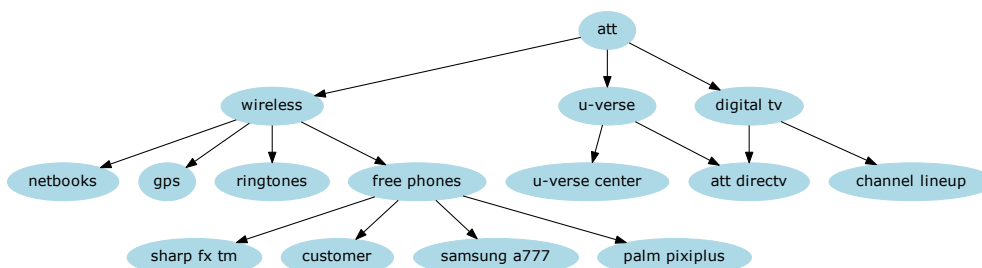 att
wireless
u-verse
digital tv
netbooks
gps
ringtones
free phones
u-verse center
att directv
channel lineup
sharp fx tm
customer
samsung a777
palm pixiplus